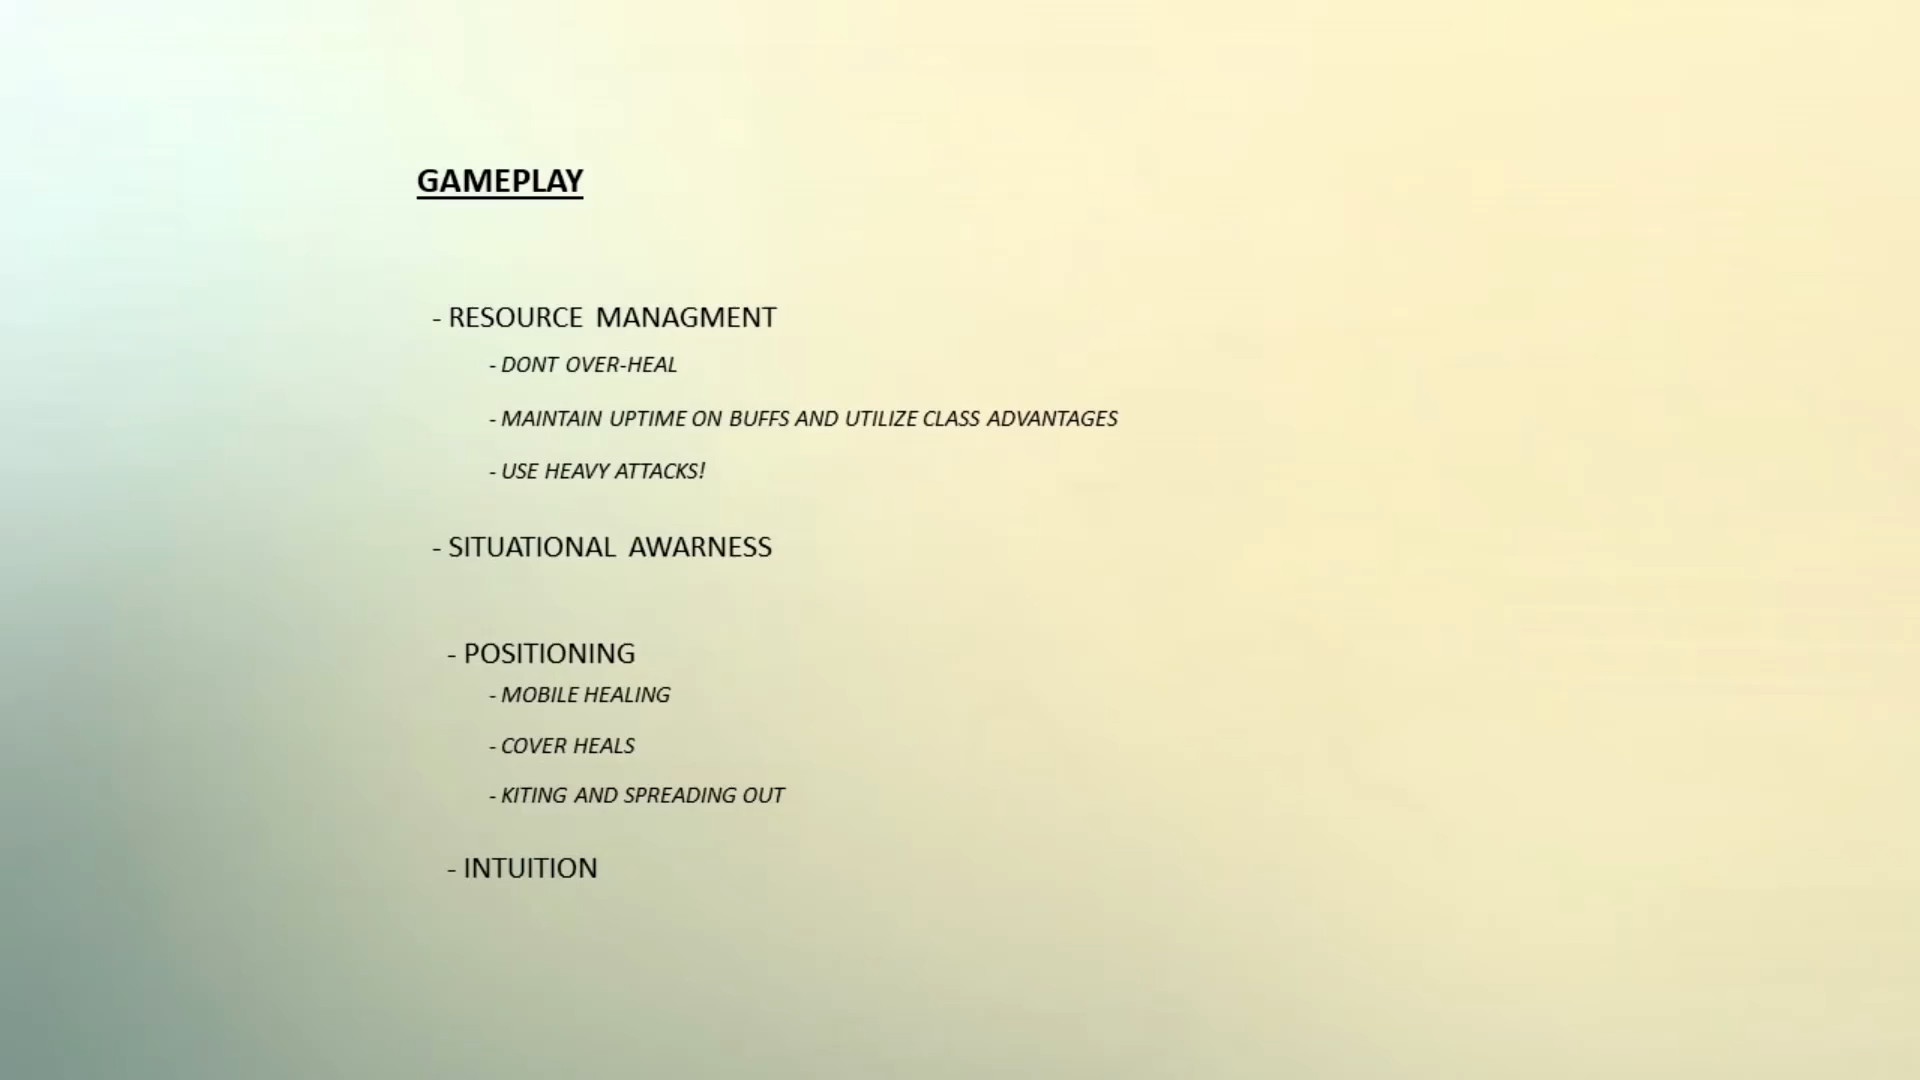 GAMEPLAY
- RESOURCE MANAGMENT
- DONT OVER-HEAL
- MAINTAIN UPTIME ON BUFFS AND UTILIZE CLASS ADVANTAGES
- USE HEAVY ATTACKS!
- SITUATIONAL AWARNESS
- POSITIONING
- MOBILE HEALING
- COVER HEALS
- KITING AND SPREADING OUT
- INTUITION